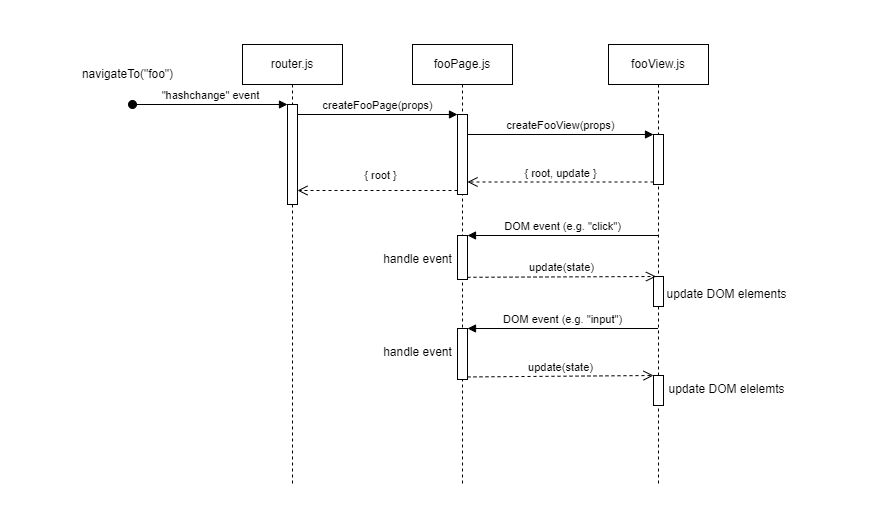 router.js
fooPage.js
fooView.js
navigateTo("foo")
"hashchange" event
createFooPage(props)
createFooView(props)
{ root, update }
{ root }
DOM event (e.g. "click")
handle event
update(state)
update DOM elements
DOM event (e.g. "input")
handle event
update(state)
update DOM elelemts